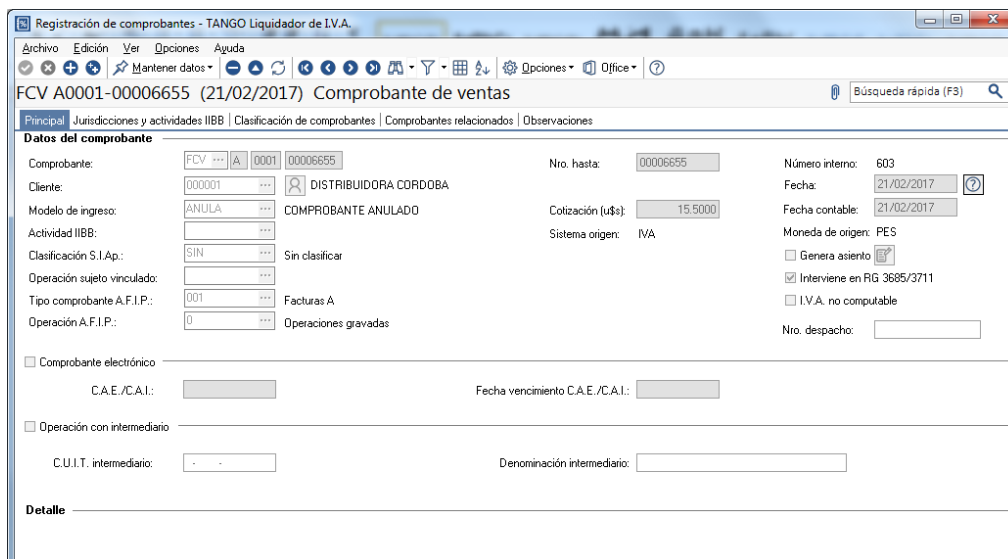 Registración de comprobantes - TANGO Liquidador de I.V.A.
Archivo Edición Ver Opciones Ayuda
Mantener datos Opciones Office
FCV A0001-00006655 (21/02/2017) Comprobante de ventas Búsqueda rápida (F3)
Principal Jurisdicciones y actividades IIBB Clasificación de comprobantes Comprobantes relacionados Observaciones
Datos del comprobante
Comprobante: FCV ... A 0001 00006655 Nro. hasta: 00006655 Número interno: 603
Cliente: 000001 ... DISTRIBUIDORA CORDOBA Fecha: 21/02/2017
Modelo de ingreso: ANULA ... COMPROBANTE ANULADO Cotización (u$s): 15.5000 Fecha contable: 21/02/2017
Actividad IIBB: ... Sistema origen: IVA Moneda de origen: PES
Clasificación S.I.Ap.: SIN ... Sin clasificar Genera asiento
Operación sujeto vinculado: ... Interviene en RG 3685/3711
Tipo comprobante A.F.I.P.: 001 ... Facturas A I.V.A. no computable
Operación A.F.I.P.: 0 ... Operaciones gravadas Nro. despacho:
Comprobante electrónico
C.A.E./C.A.I.: Fecha vencimiento C.A.E./C.A.I.:
Operación con intermediario
C.U.I.T. intermediario: - - Denominación intermediario:
Detalle